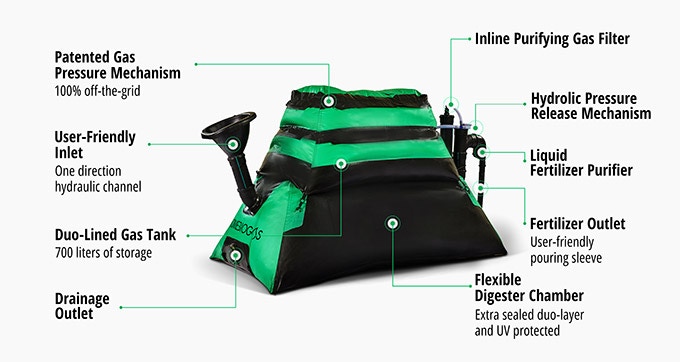 Patented Gas
Pressure Mechanism
100% off-the-grid
User-Friendly
Inlet
One direction
hydraulic channel
Duo-Lined Gas Tank
700 liters of storage
Drainage
Outlet
Inline Purifying Gas Filter
Hydrolic Pressure
Release Mechanism
Liquid
Fertilizer Purifier
Fertilizer Outlet
User-friendly
pouring sleeve
Flexible
Digester Chamber
Extra sealed duo-layer
and UV protected